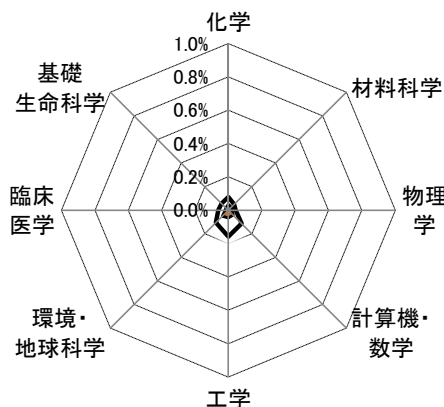 化学
1.0%
0.8%
0.6%
0.4%
0.2%
0.0%
材料科学
物理
学
計算機・
数学
工学
環境・
地球科学
臨床
医学
基礎
生命科学